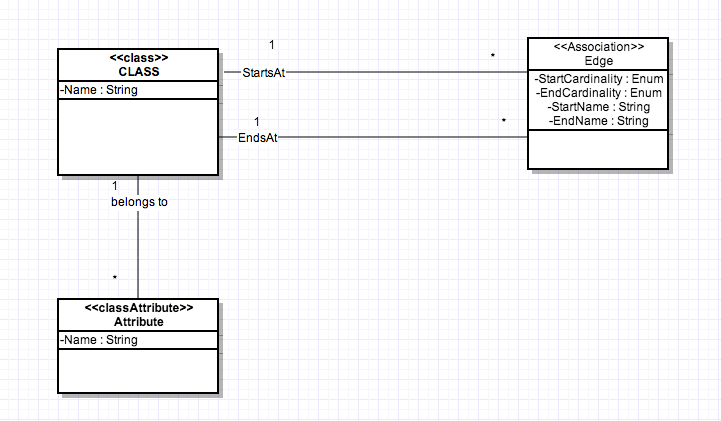 <<class>>
CLASS
-Name : String
1
StartsAt
*
1
EndsAt
*
<<Association>>
Edge
-StartCardinality : Enum
-EndCardinality : Enum
-StartName : String
-EndName : String
1
belongs to
*
<<classAttribute>>
Attribute
-Name : String